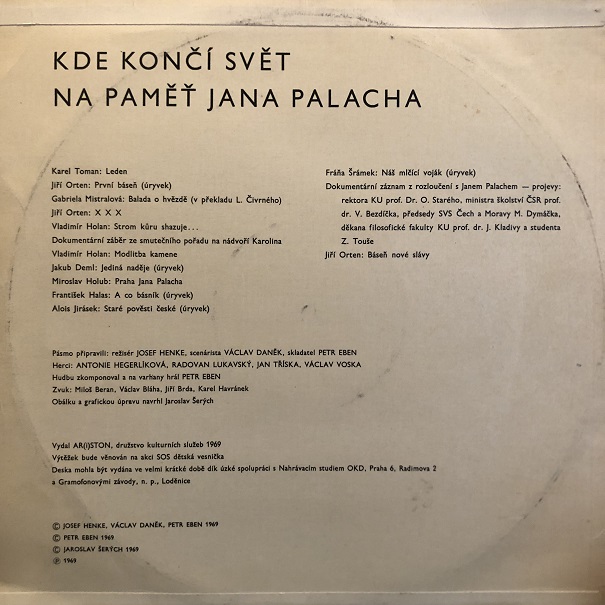 KDE KONČÍ SVĚT
NA PAMĚŤ JANA PALACHA
Karel Toman: Leden
Jiří Orten: První báseň (úryvek)
Gabriela Mistralová: Balada o hvězdě (v překladu L. Čivrného)
Jiří Orten: X X X
Vladimír Holan: Strom kůru shazuje...
Dokumentární záběr ze smutečního pořadu na nádvoří Karolina
Vladimír Holan: Modlitba kamene
Jakub Deml: Jediná naděje (úryvek)
Miroslav Holub: Praha Jana Palacha
František Halas: A co básník (úryvek)
Alois Jirásek: Staré pověsti české (úryvek)
Fráňa Šrámek: Náš mlčící voják (úryvek)
Dokumentární záznam z rozloučení s Janem Palachem — projevy:
rektora KU prof. Dr. O. Starého, ministra školství ČSR prof.
dr. V. Bezdíčka, předsedy SVS Čech a Moravy M. Dymáčka,
děkana filosofické fakulty KU prof. dr. J. Kladivy a studenta
Z. Touše
Jiří Orten: Báseň nové slávy
Pásmo připravili: režisér JOSEF HENKE, scenárista VÁCLAV DANĚK, skladatel PETR EBEN
Herci: ANTONIE HEGERLÍKOVÁ, RADOVAN LUKAVSKÝ, JAN TŘÍSKA, VÁCLAV VOSKA
Hudbu zkomponoval a na varhany hrál PETR EBEN
Zvuk: Miloš Beran, Václav Bláha, Jiří Brda, Karel Havránek
Obálku a grafickou úpravu navrhl Jaroslav Šerých
Vydal AR(i)STON, družstvo kulturních služeb 1969
Výtěžek bude věnován na akci SOS dětská vesnička
Deska mohla být vydána ve velmi krátké době dík úzké spolupráci s Nahrávacím studiem OKD, Praha 6, Radimova 2
a Gramofonovými závody, n. p., Loděnice
© JOSEF HENKE, VÁCLAV DANĚK, PETR EBEN 1969
© PETR EBEN 1969
© JAROSLAV ŠERÝCH 1969
℗ 1969